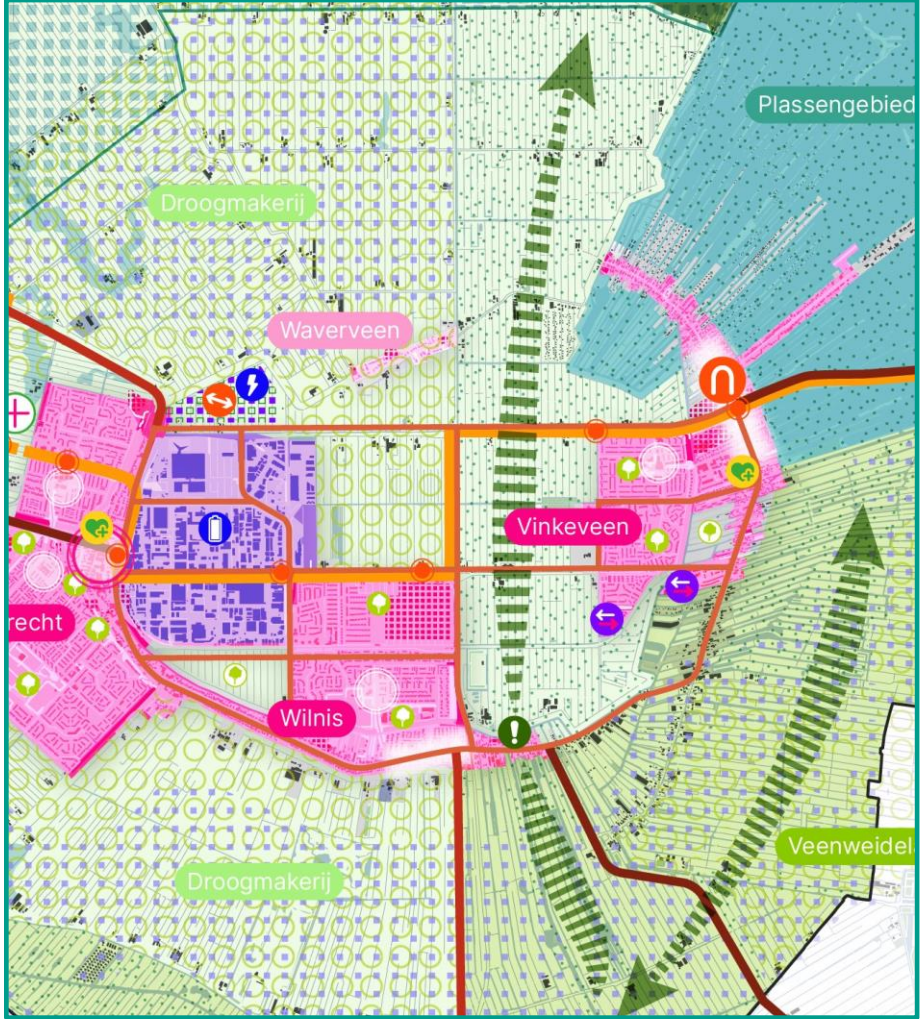 Plassengebied
Droogmakerij
Waverveen
Vinkeveen
recht
Wilnis
Veenweidel
Droogmakerij